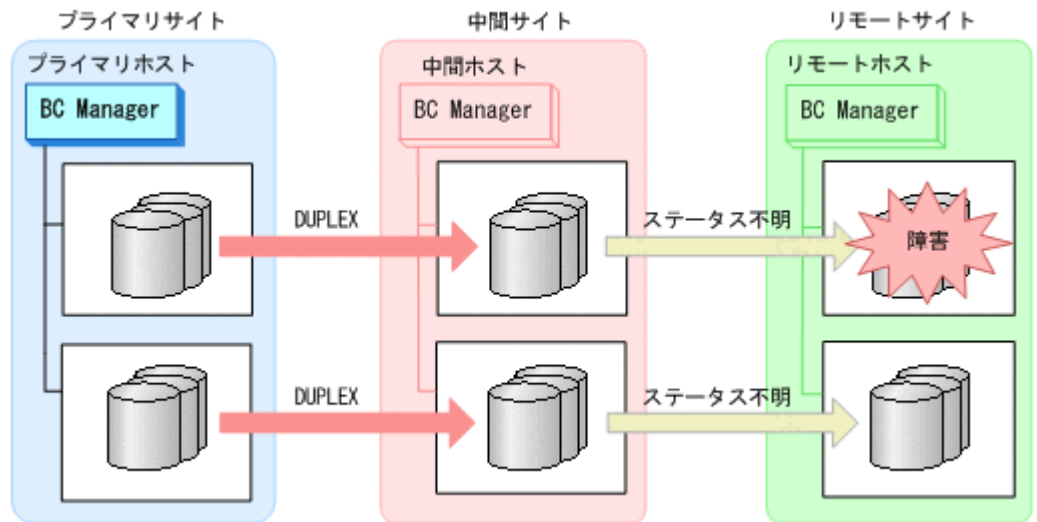 プライマリサイト
中間サイト
リモートサイト
プライマリホスト
中間ホスト
リモートホスト
BC Manager
BC Manager
BC Manager
DUPLEX
ステータス不明
障害
DUPLEX
ステータス不明